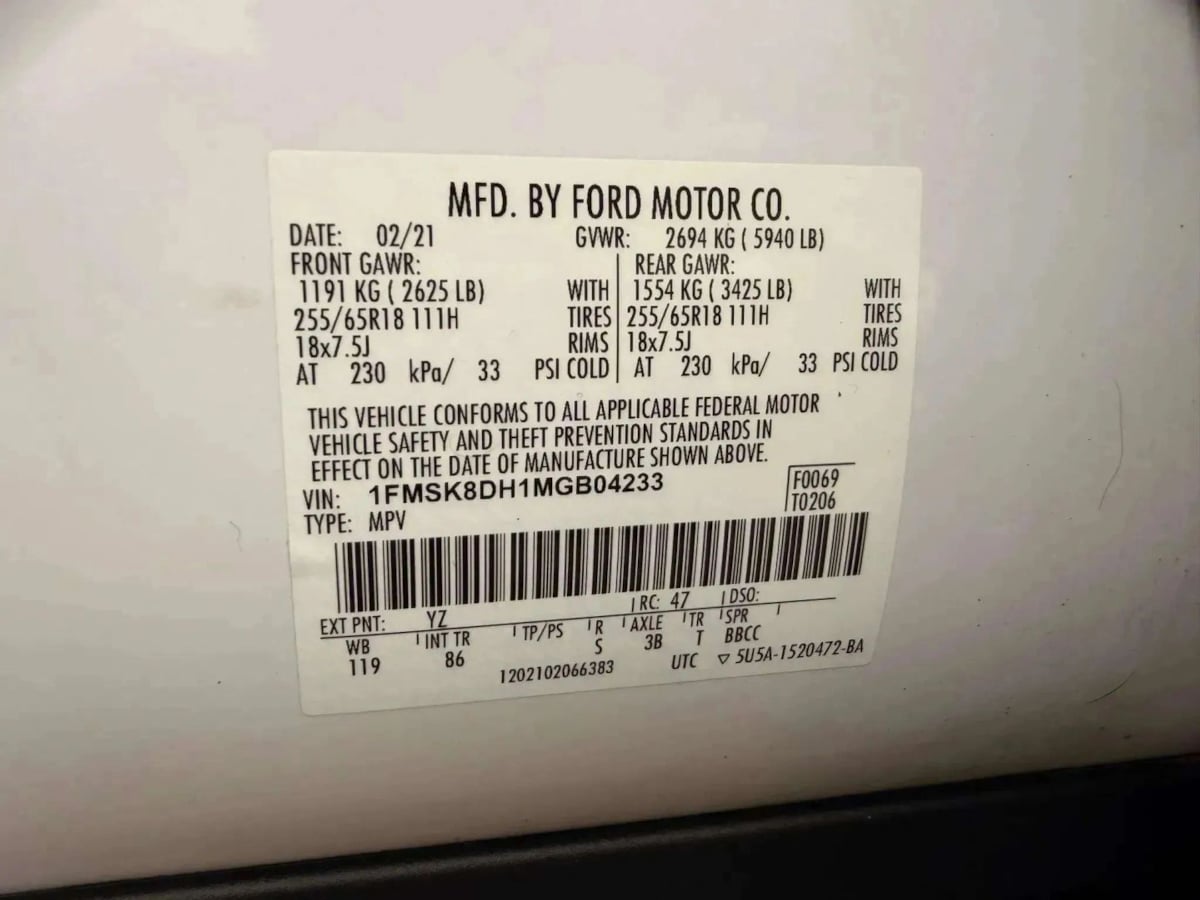 MFD. BY FORD MOTOR CO.
DATE: 02/21 GVWR: 2694 KG ( 5940 LB)
FRONT GAWR: REAR GAWR:
1191 KG ( 2625 LB) WITH 1554 KG ( 3425 LB) WITH
255/65R18 111H TIRES 255/65R18 111H TIRES
18x7.5J RIMS 18x7.5J RIMS
AT 230 kPa/ 33 PSI COLD AT 230 kPa/ 33 PSI COLD
THIS VEHICLE CONFORMS TO ALL APPLICABLE FEDERAL MOTOR
VEHICLE SAFETY AND THEFT PREVENTION STANDARDS IN
EFFECT ON THE DATE OF MANUFACTURE SHOWN ABOVE.
VIN: 1FMSK8DH1MGB04233 F0069
TYPE: MPV T0206
EXT PNT: YZ RC: 47 DSO:
WB INT TR TP/PS R AXLE TR SPR
119 86 S 3B T BBCC
1202102066383 UTC ▽ 5U5A-1520472-BA